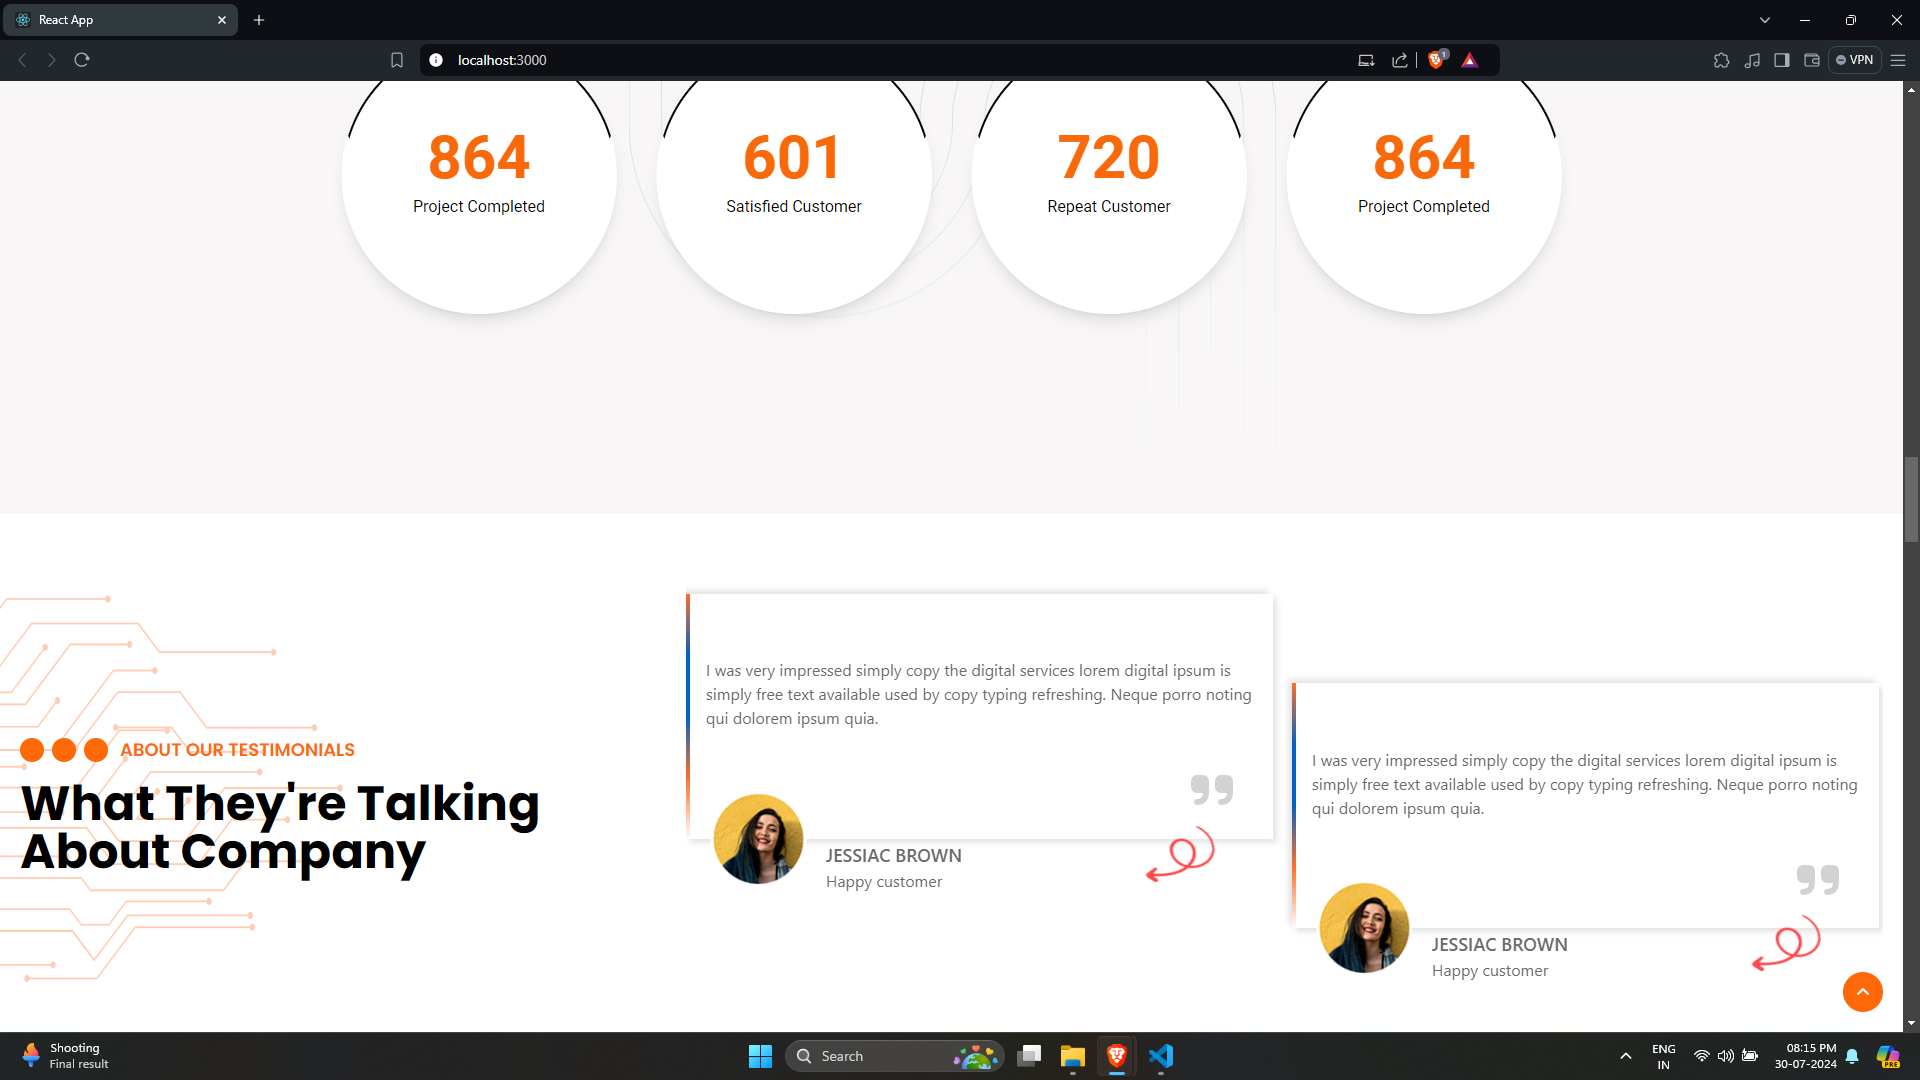 React App
localhost:3000
1
VPN
864
Project Completed
601
Satisfied Customer
720
Repeat Customer
864
Project Completed
ABOUT OUR TESTIMONIALS
What They're Talking
About Company
I was very impressed simply copy the digital services lorem digital ipsum is
simply free text available used by copy typing refreshing. Neque porro noting
qui dolorem ipsum quia.
JESSIAC BROWN
Happy customer
I was very impressed simply copy the digital services lorem digital ipsum is
simply free text available used by copy typing refreshing. Neque porro noting
qui dolorem ipsum quia.
JESSIAC BROWN
Happy customer
Shooting
Final result
Search
ENG
IN
08:15 PM
30-07-2024
PRE